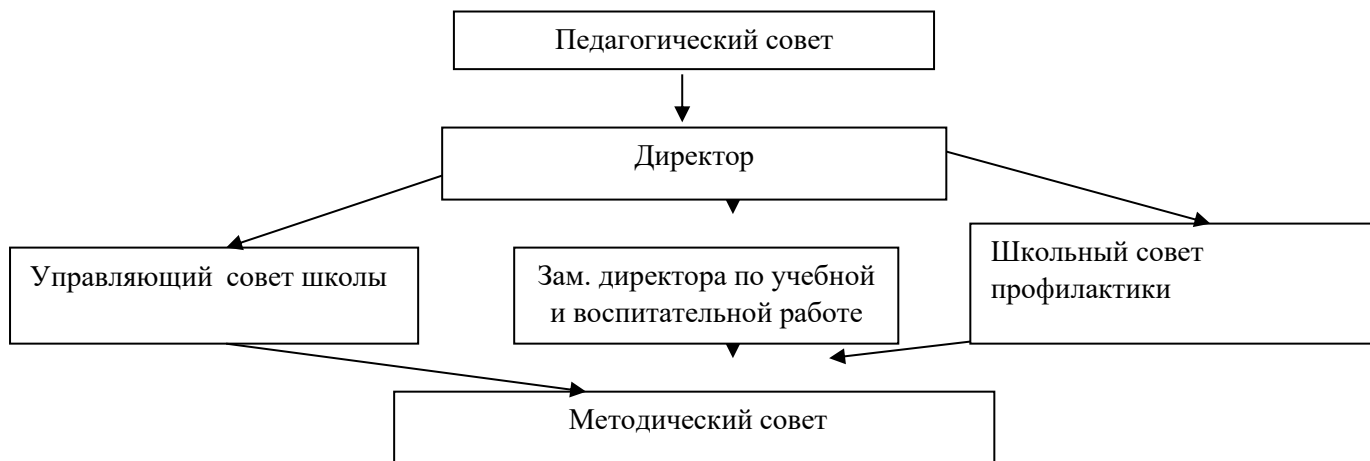 Педагогический совет
Директор
Управляющий  совет школы
Зам. директора по учебной
и воспитательной работе
Школьный совет
профилактики
Методический совет